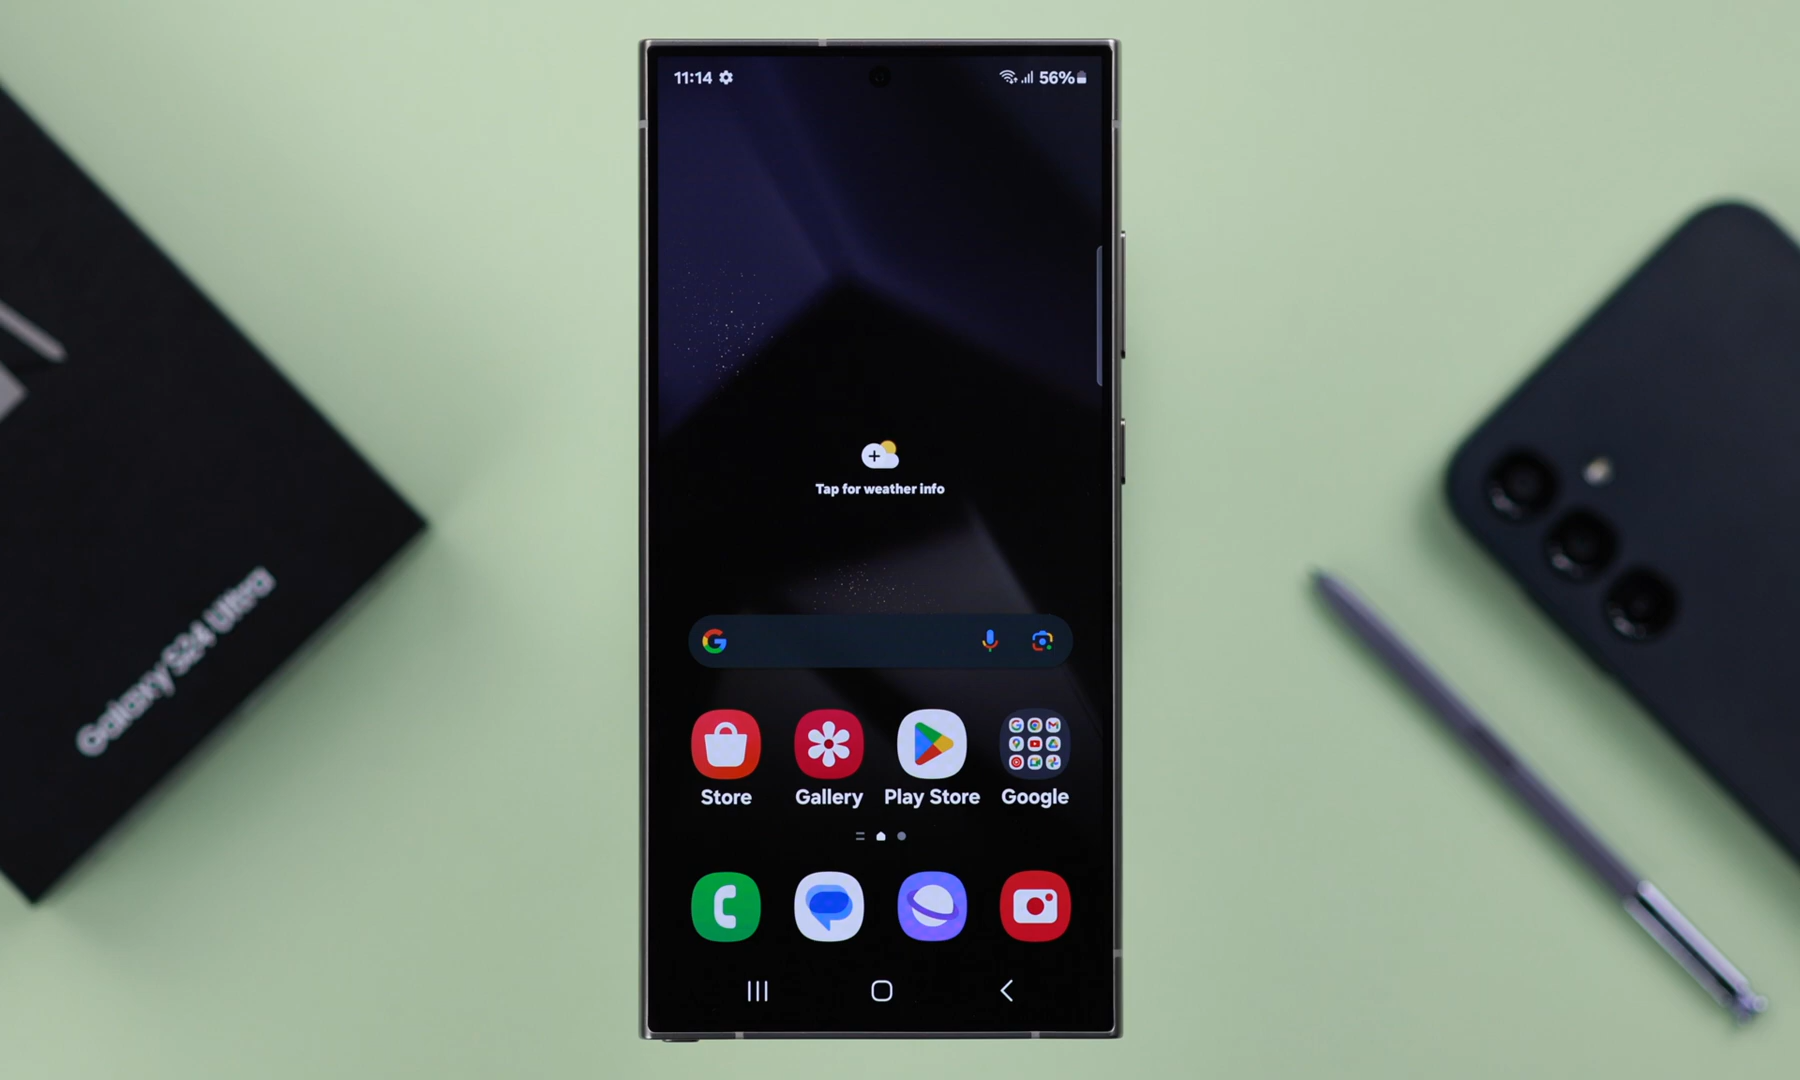 11:14
56%
Tap for weather info
Store
Gallery
Play Store
Google
Galaxy S24 Ultra